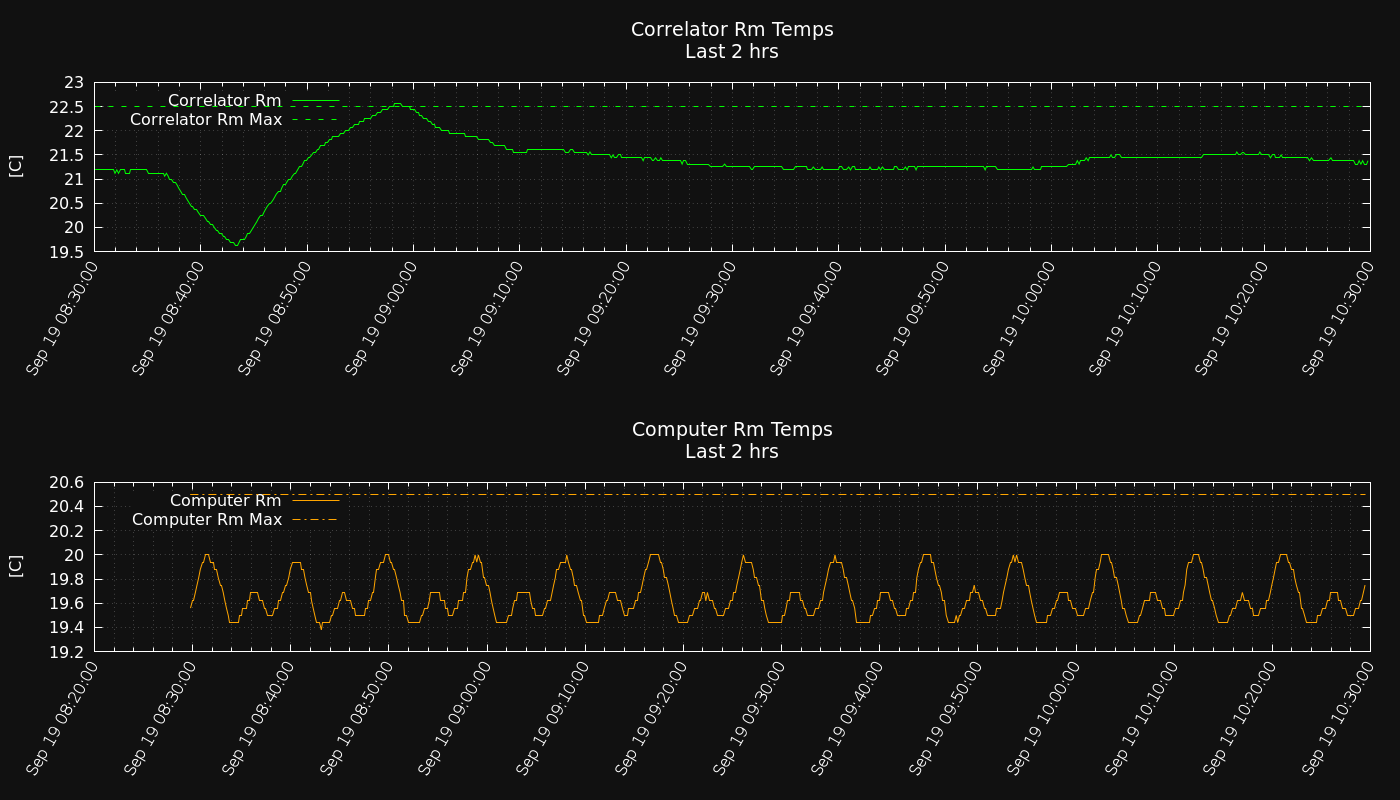 Correlator Rm Temps
Last 2 hrs
[C]
23
22.5
22
21.5
21
20.5
20
19.5
Correlator Rm
Correlator Rm Max
Sep 19 08:30:00
Sep 19 08:40:00
Sep 19 08:50:00
Sep 19 09:00:00
Sep 19 09:10:00
Sep 19 09:20:00
Sep 19 09:30:00
Sep 19 09:40:00
Sep 19 09:50:00
Sep 19 10:00:00
Sep 19 10:10:00
Sep 19 10:20:00
Sep 19 10:30:00
Computer Rm Temps
Last 2 hrs
[C]
20.6
20.4
20.2
20
19.8
19.6
19.4
19.2
Computer Rm
Computer Rm Max
Sep 19 08:20:00
Sep 19 08:30:00
Sep 19 08:40:00
Sep 19 08:50:00
Sep 19 09:00:00
Sep 19 09:10:00
Sep 19 09:20:00
Sep 19 09:30:00
Sep 19 09:40:00
Sep 19 09:50:00
Sep 19 10:00:00
Sep 19 10:10:00
Sep 19 10:20:00
Sep 19 10:30:00